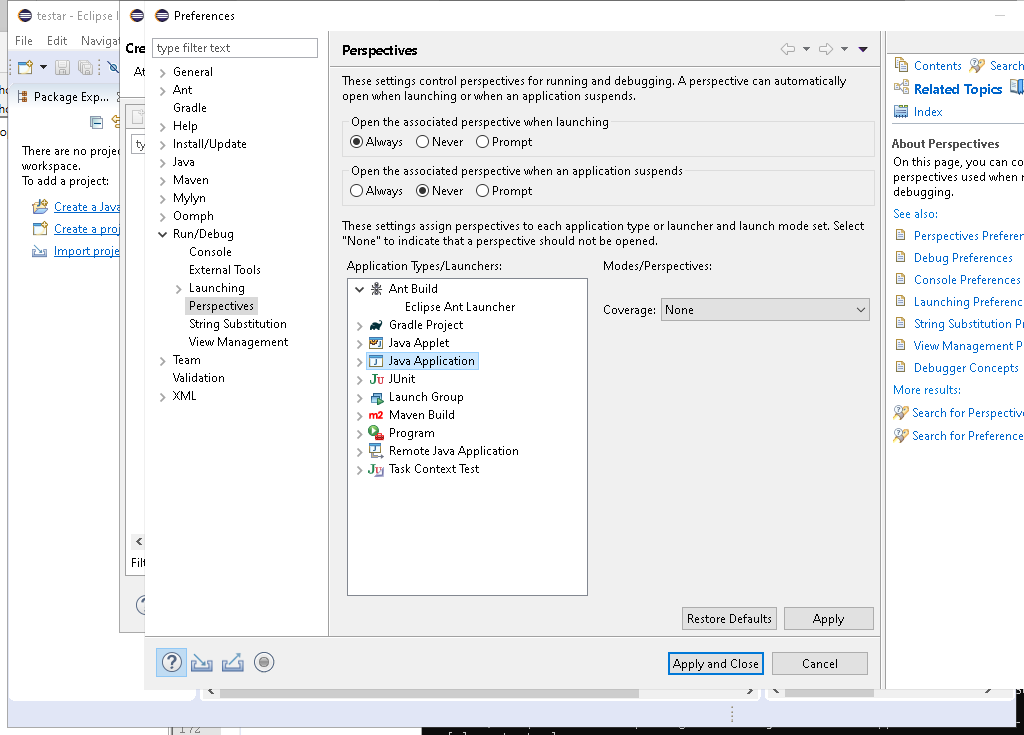 testar - Eclipse I
File Edit Navigat
Package Exp...
There are no projec
workspace.
To add a project:
Create a Java
Create a proj
Import proje
Cre
At
ty
Filt
Preferences
type filter text
General
Ant
Gradle
Help
Install/Update
Java
Maven
Mylyn
Oomph
Run/Debug
Console
External Tools
Launching
Perspectives
String Substitution
View Management
Team
Validation
XML
Perspectives
These settings control perspectives for running and debugging. A perspective can automatically
open when launching or when an application suspends.
Open the associated perspective when launching
Always Never Prompt
Open the associated perspective when an application suspends
Always Never Prompt
These settings assign perspectives to each application type or launcher and launch mode set. Select
"None" to indicate that a perspective should not be opened.
Application Types/Launchers: Modes/Perspectives:
Ant Build
Eclipse Ant Launcher
Gradle Project
Java Applet
Java Application
JUnit
Launch Group
Maven Build
Program
Remote Java Application
Task Context Test
Coverage: None
Restore Defaults Apply
Apply and Close Cancel
Contents Search
Related Topics
Index
About Perspectives
On this page, you can co
perspectives used when r
debugging.
See also:
Perspectives Preferen
Debug Preferences
Console Preferences
Launching Preferenc
String Substitution Pr
View Management P
Debugger Concepts
More results:
Search for Perspective
Search for Preference
172